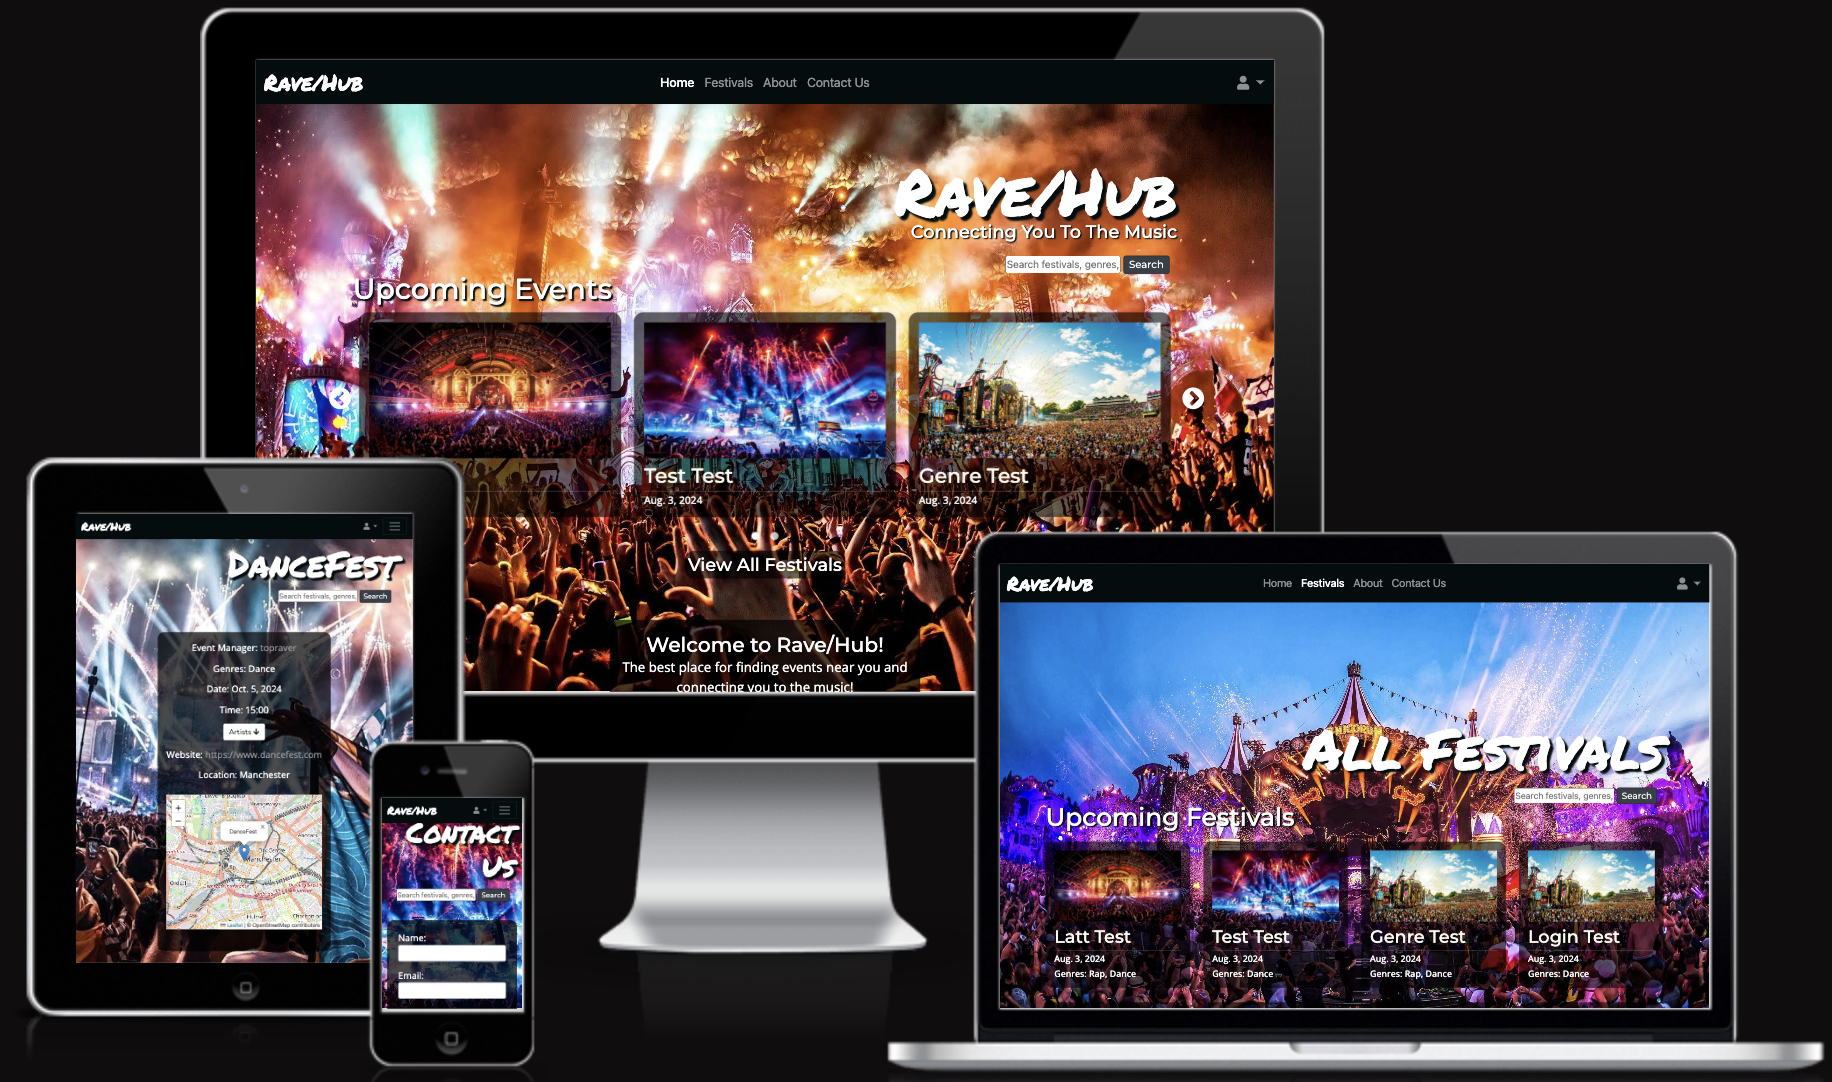 Rave/Hub
Home Festivals About Contact Us
Rave/Hub
Connecting You To The Music
Search festivals, genres, Search
Upcoming Events
Test Test
Aug. 3, 2024
Genre Test
Aug. 3, 2024
View All Festivals
Welcome to Rave/Hub!
The best place for finding events near you and
connecting you to the music!
Rave/Hub
DanceFest
Search festivals, genres, Search
Event Manager: topraver
Genres: Dance
Date: Oct. 5, 2024
Time: 15:00
Artists
Website: https://www.dancefest.com
Location: Manchester
+
−
DanceFest
Manchester
Leaflet | © OpenStreetMap contributors
Rave/Hub
Contact
Us
Search festivals, genres, Search
Name:
Email:
Rave/Hub
Home Festivals About Contact Us
All Festivals
Search festivals, genres, Search
Upcoming Festivals
Latt Test
Aug. 3, 2024
Genres: Rap, Dance
Test Test
Aug. 3, 2024
Genres: Dance
Genre Test
Aug. 3, 2024
Genres: Rap, Dance
Login Test
Aug. 3, 2024
Genres: Dance